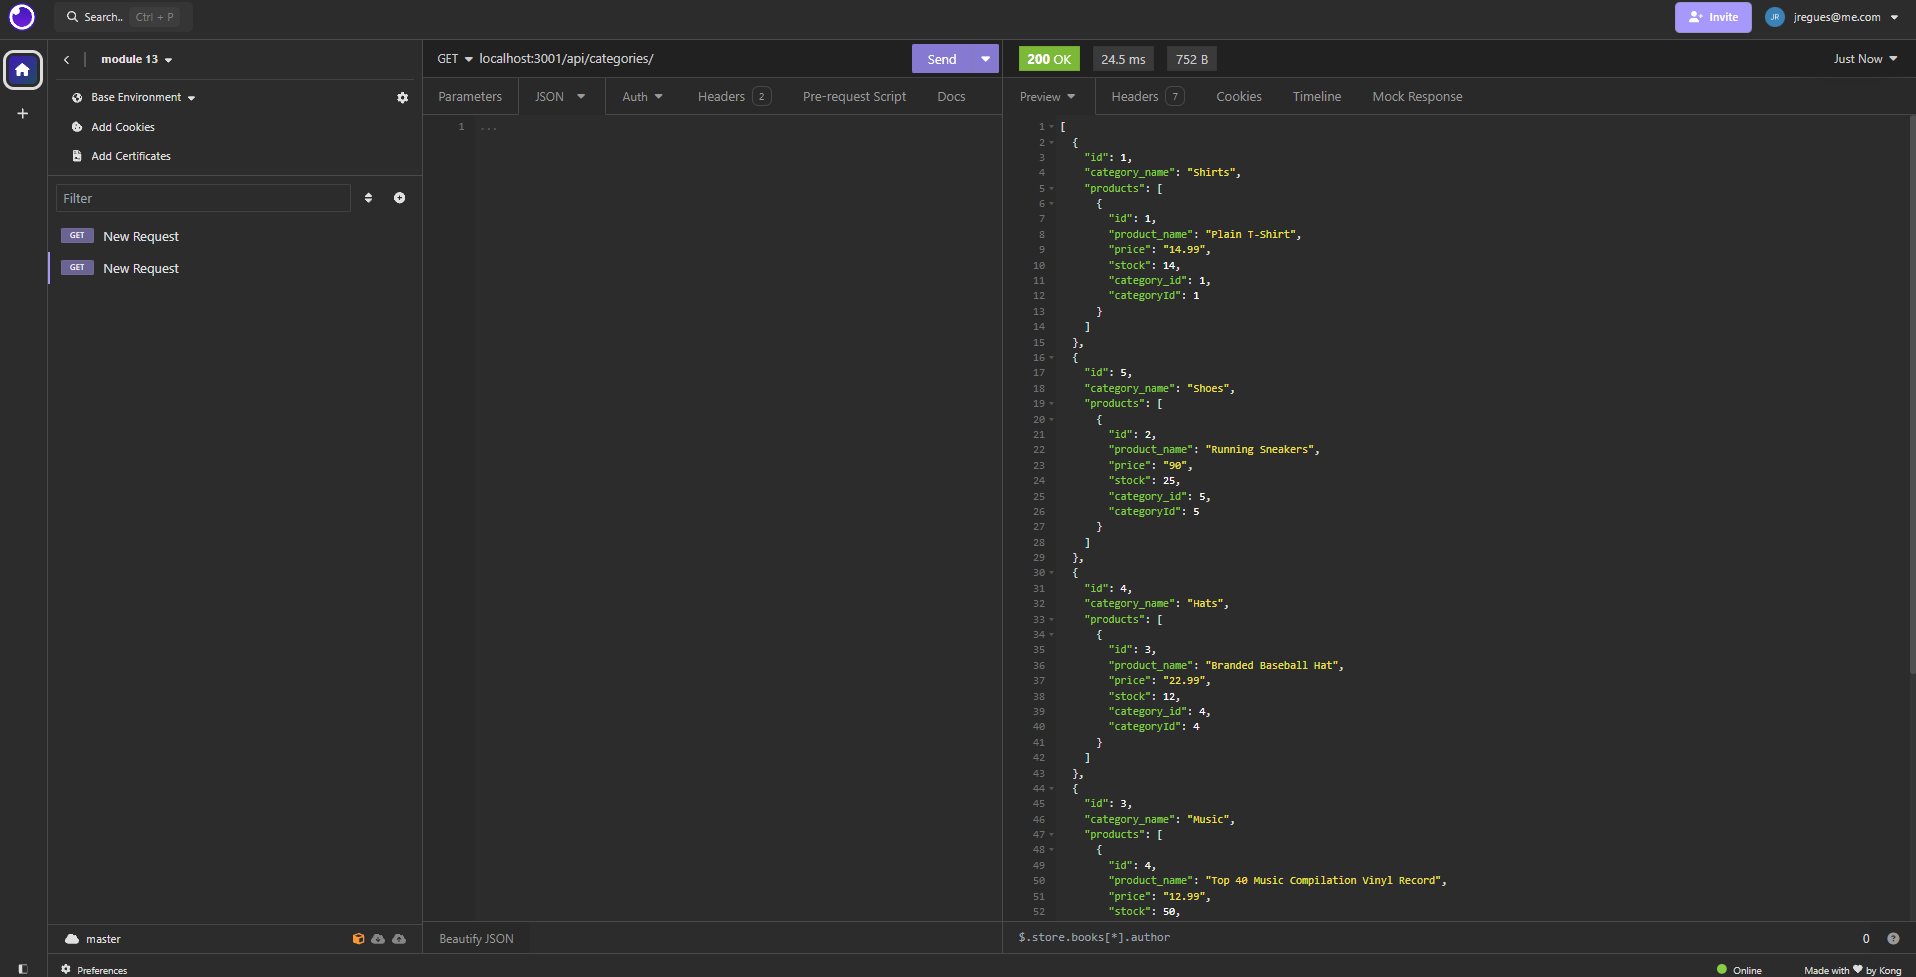 Search.. Ctrl + P
Invite
JR jregues@me.com
module 13
Base Environment
Add Cookies
Add Certificates
Filter
GET New Request
GET New Request
master
Preferences
GET localhost:3001/api/categories/
Send
Parameters JSON Auth Headers 2 Pre-request Script Docs
1 ...
Beautify JSON
200 OK 24.5 ms 752 B Just Now
Preview Headers 7 Cookies Timeline Mock Response
1 [
2 {
3 "id": 1,
4 "category_name": "Shirts",
5 "products": [
6 {
7 "id": 1,
8 "product_name": "Plain T-Shirt",
9 "price": "14.99",
10 "stock": 14,
11 "category_id": 1,
12 "categoryId": 1
13 }
14 ]
15 },
16 {
17 "id": 5,
18 "category_name": "Shoes",
19 "products": [
20 {
21 "id": 2,
22 "product_name": "Running Sneakers",
23 "price": "90",
24 "stock": 25,
25 "category_id": 5,
26 "categoryId": 5
27 }
28 ]
29 },
30 {
31 "id": 4,
32 "category_name": "Hats",
33 "products": [
34 {
35 "id": 3,
36 "product_name": "Branded Baseball Hat",
37 "price": "22.99",
38 "stock": 12,
39 "category_id": 4,
40 "categoryId": 4
41 }
42 ]
43 },
44 {
45 "id": 3,
46 "category_name": "Music",
47 "products": [
48 {
49 "id": 4,
50 "product_name": "Top 40 Music Compilation Vinyl Record",
51 "price": "12.99",
52 "stock": 50,
$.store.books[*].author
0 ?
Online
Made with ♥ by Kong